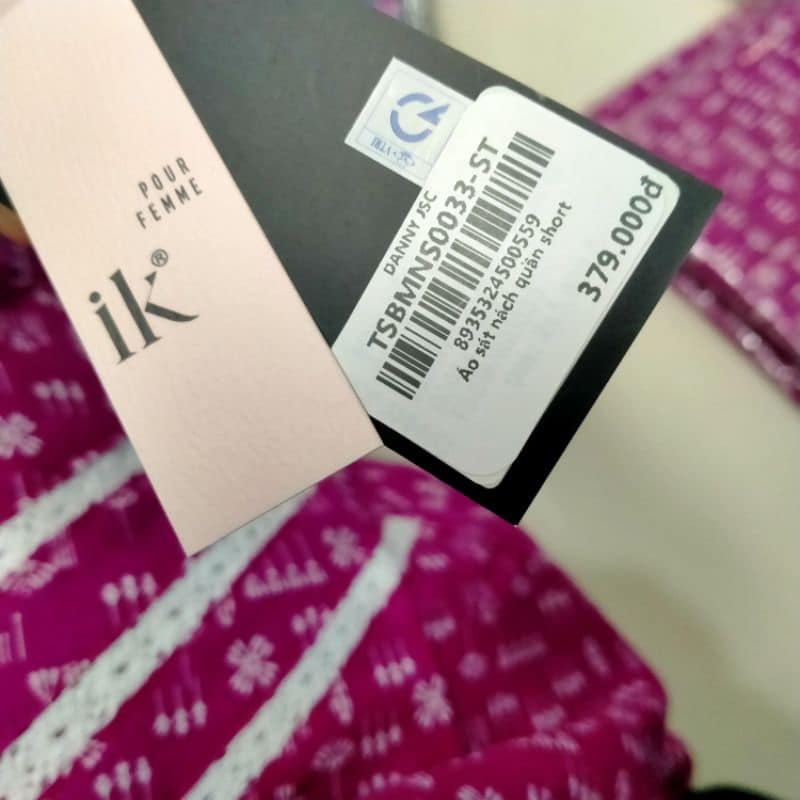 POUR
FEMME
ik®
DANNY JSC
TSBMNS0033-ST
8935324500559
Áo sát nách quần short
379.000đ